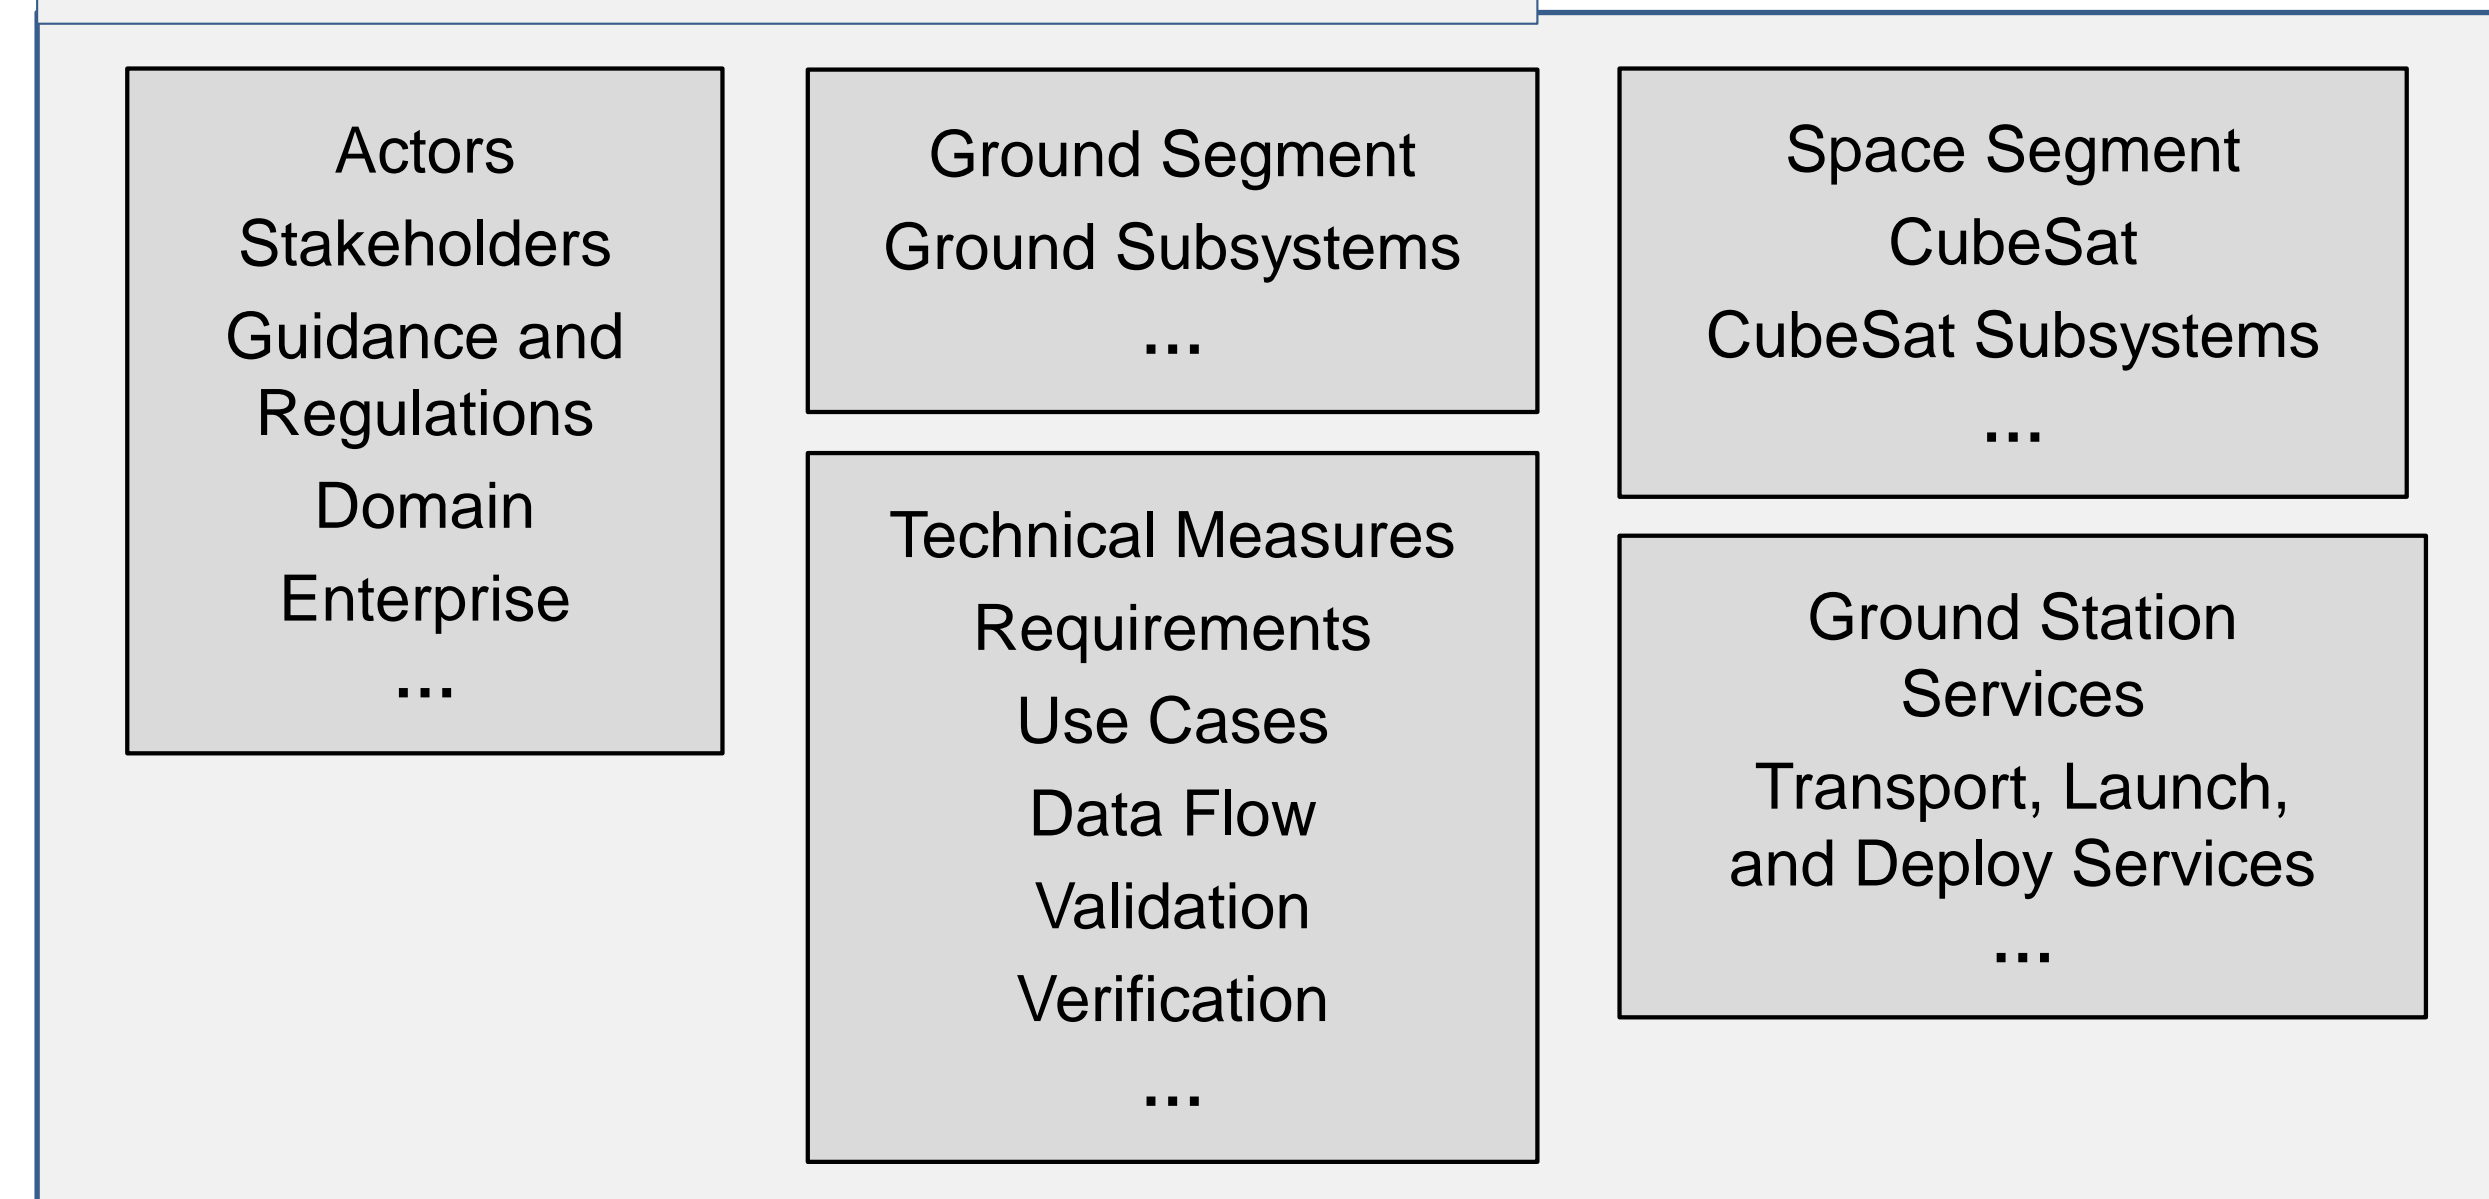 Actors
Stakeholders
Guidance and
Regulations
Domain
Enterprise
...
Ground Segment
Ground Subsystems
...
Technical Measures
Requirements
Use Cases
Data Flow
Validation
Verification
...
Space Segment
CubeSat
CubeSat Subsystems
...
Ground Station
Services
Transport, Launch,
and Deploy Services
...